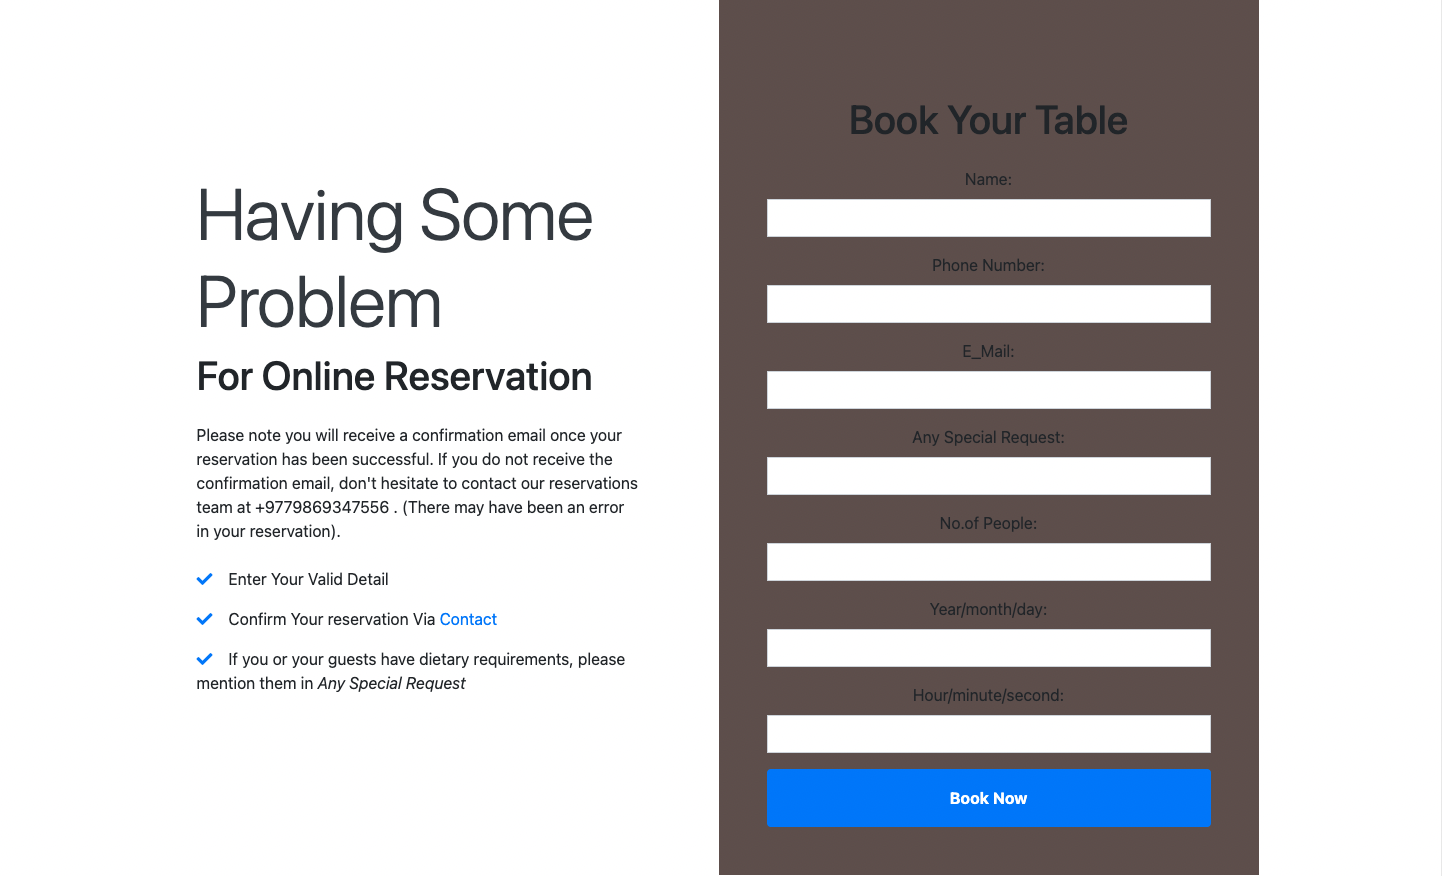 Having Some
Problem
For Online Reservation
Please note you will receive a confirmation email once your
reservation has been successful. If you do not receive the
confirmation email, don't hesitate to contact our reservations
team at +9779869347556 . (There may have been an error
in your reservation).
Enter Your Valid Detail
Confirm Your reservation Via Contact
If you or your guests have dietary requirements, please
mention them in Any Special Request
Book Your Table
Name:
Phone Number:
E_Mail:
Any Special Request:
No.of People:
Year/month/day:
Hour/minute/second:
Book Now